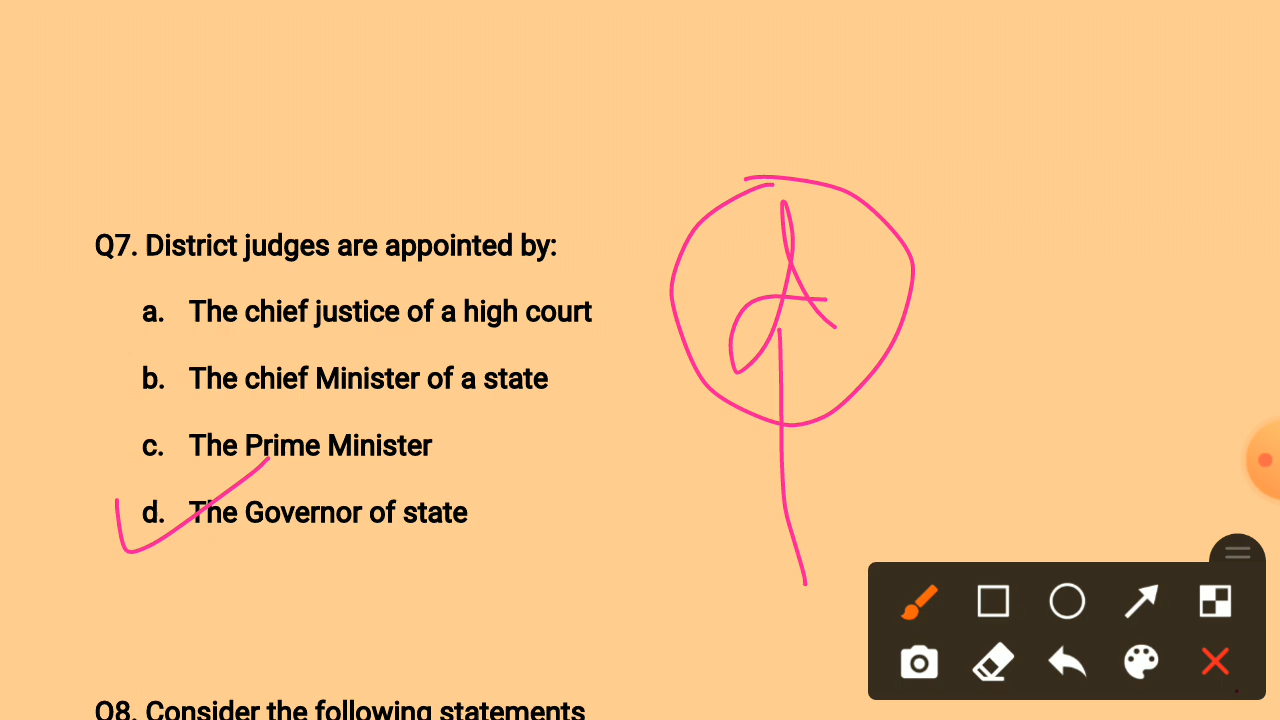 Q7. District judges are appointed by:
a. The chief justice of a high court
b. The chief Minister of a state
c. The Prime Minister
d. The Governor of state
Q8. Consider the following statements